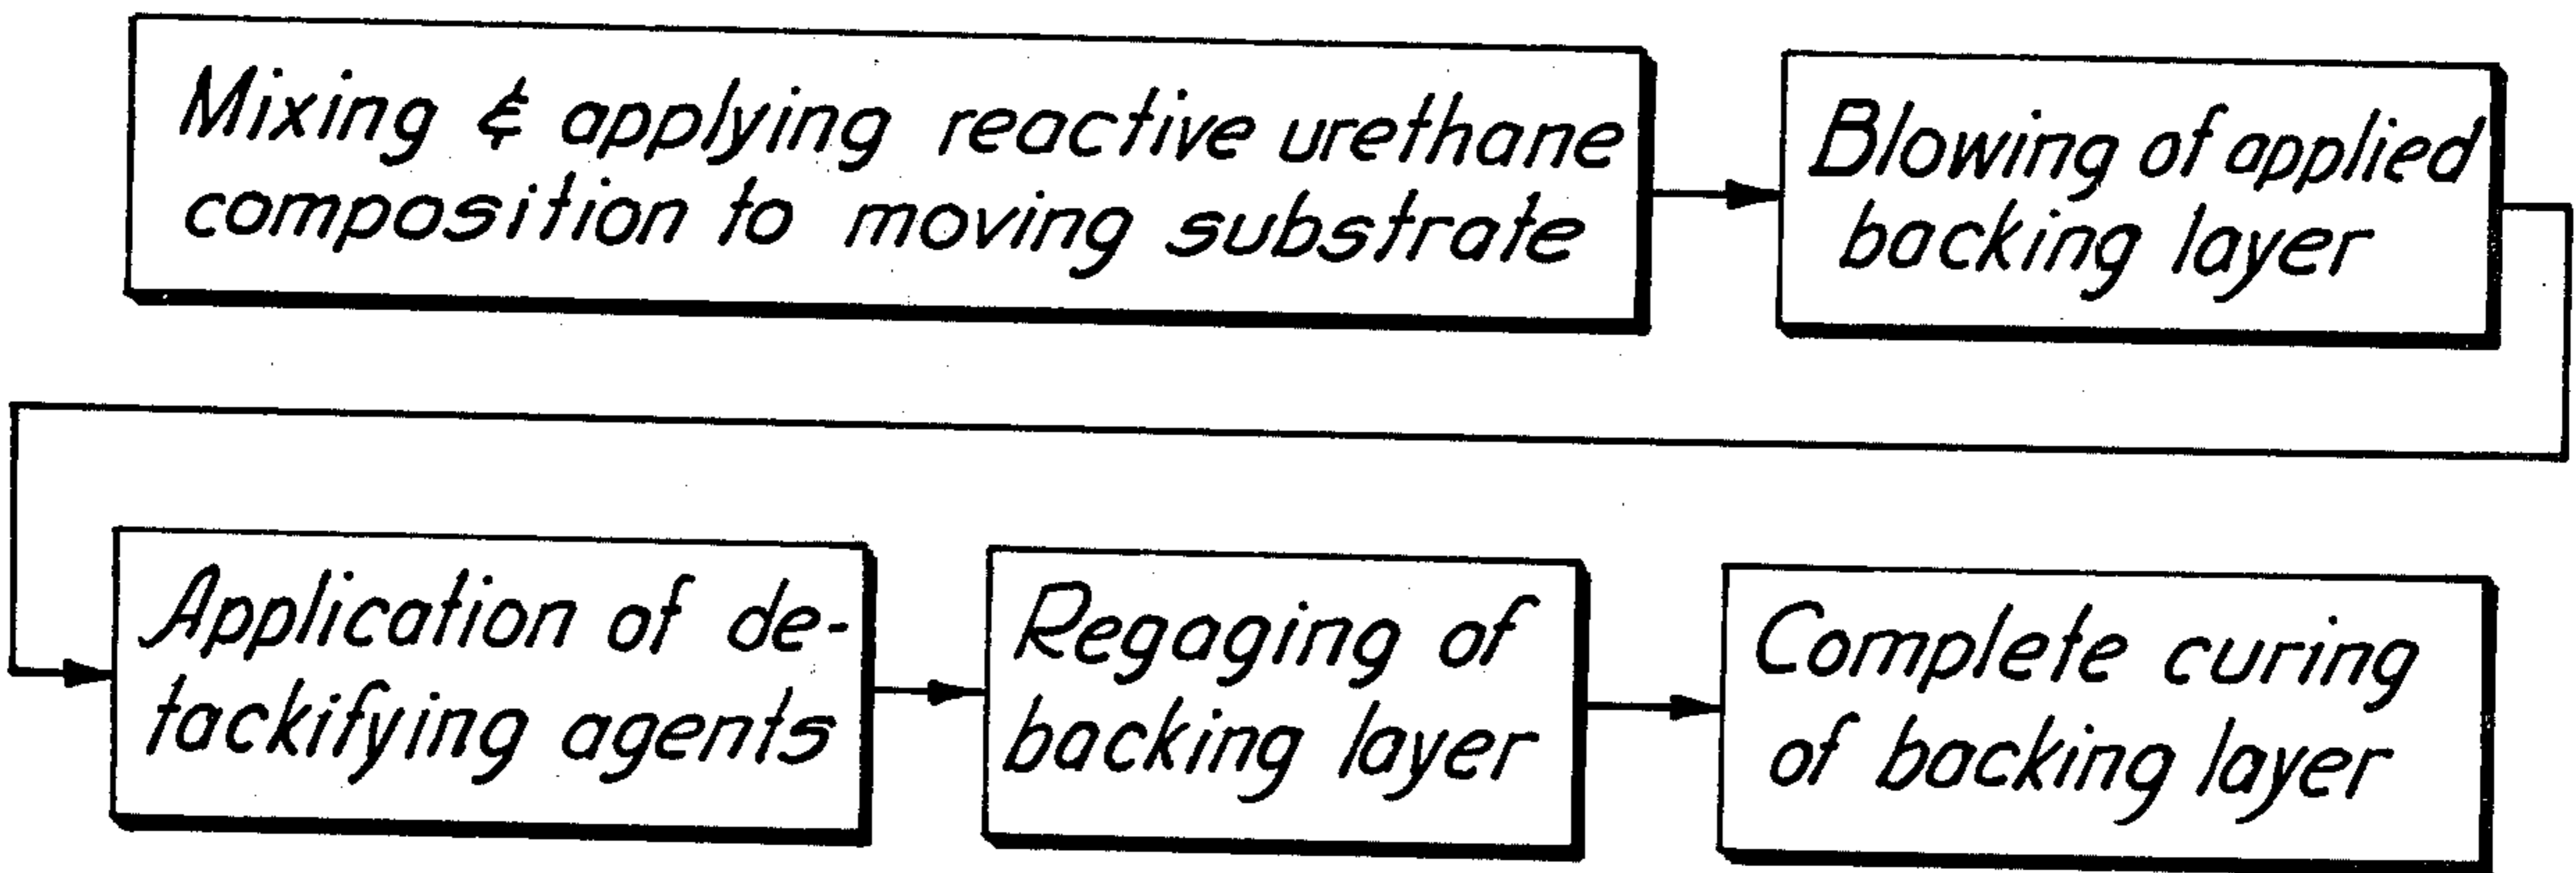 Mixing & applying reactive urethane
composition to moving substrate
Blowing of applied
backing layer
Application of de-
tackifying agents
Regaging of
backing layer
Complete curing
of backing layer